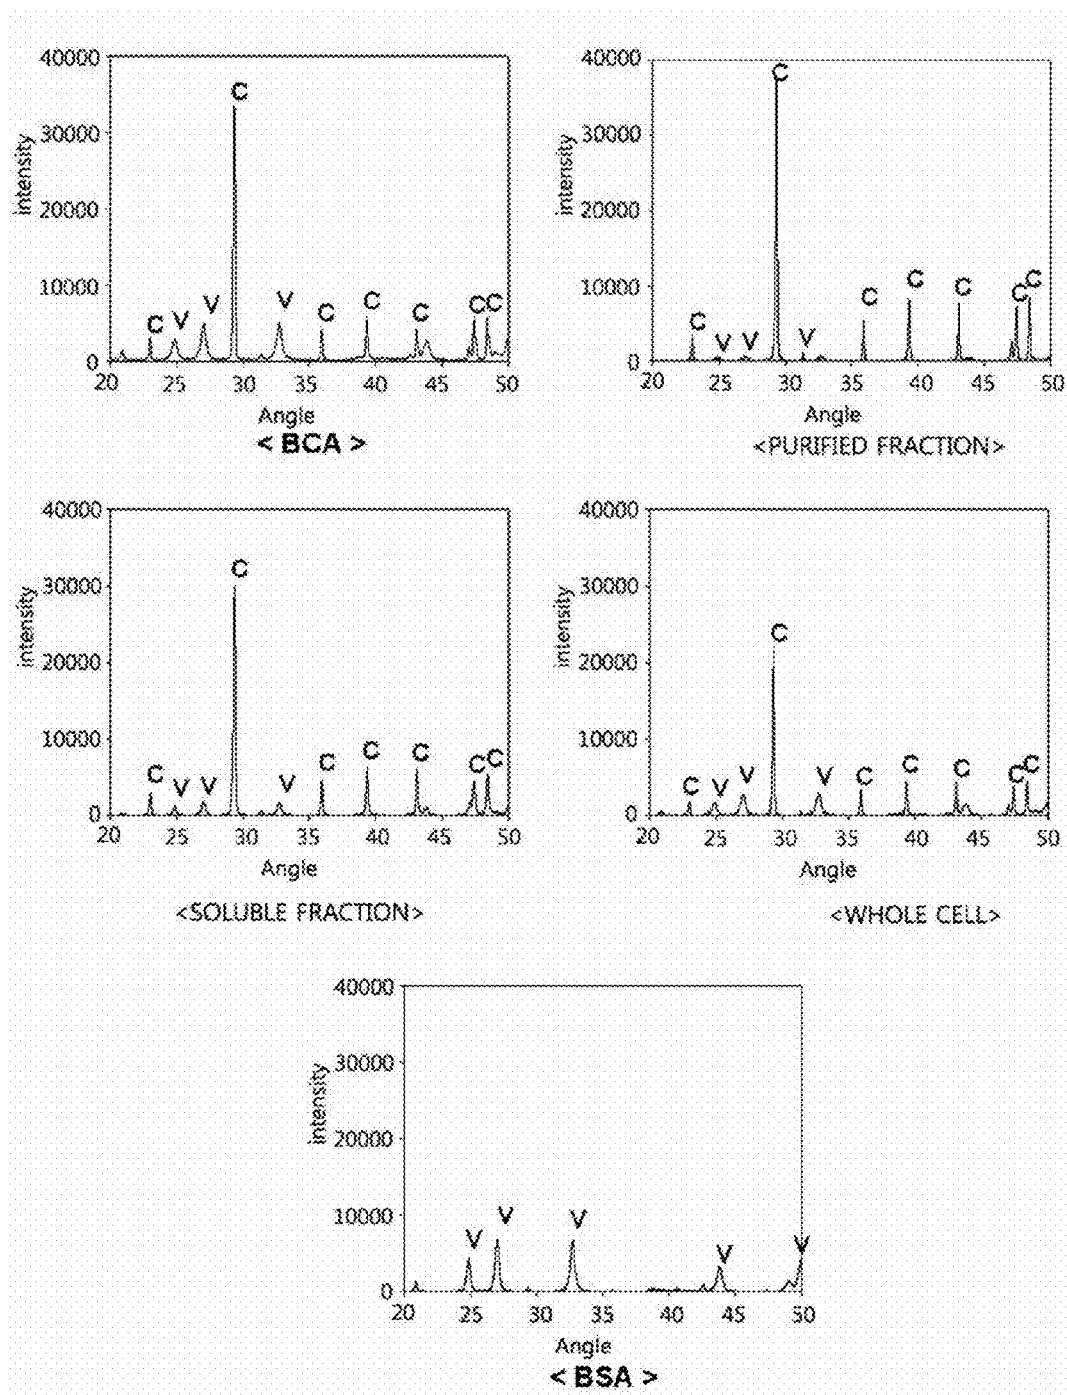 40000
30000
20000
10000
0
intensity
C
V
V
C
V
C
C
C
C
C
20
25
30
35
40
45
50
Angle
< BCA >
40000
30000
20000
10000
0
intensity
C
V
V
C
V
C
C
C
C
C
20
25
30
35
40
45
50
Angle
<PURIFIED FRACTION>
40000
30000
20000
10000
0
intensity
C
V
V
C
V
C
C
C
C
C
20
25
30
35
40
45
50
Angle
<SOLUBLE FRACTION>
40000
30000
20000
10000
0
intensity
C
V
V
C
V
C
C
C
C
C
20
25
30
35
40
45
50
Angle
<WHOLE CELL>
40000
30000
20000
10000
0
intensity
V
V
V
V
V
20
25
30
35
40
45
50
Angle
< BSA >